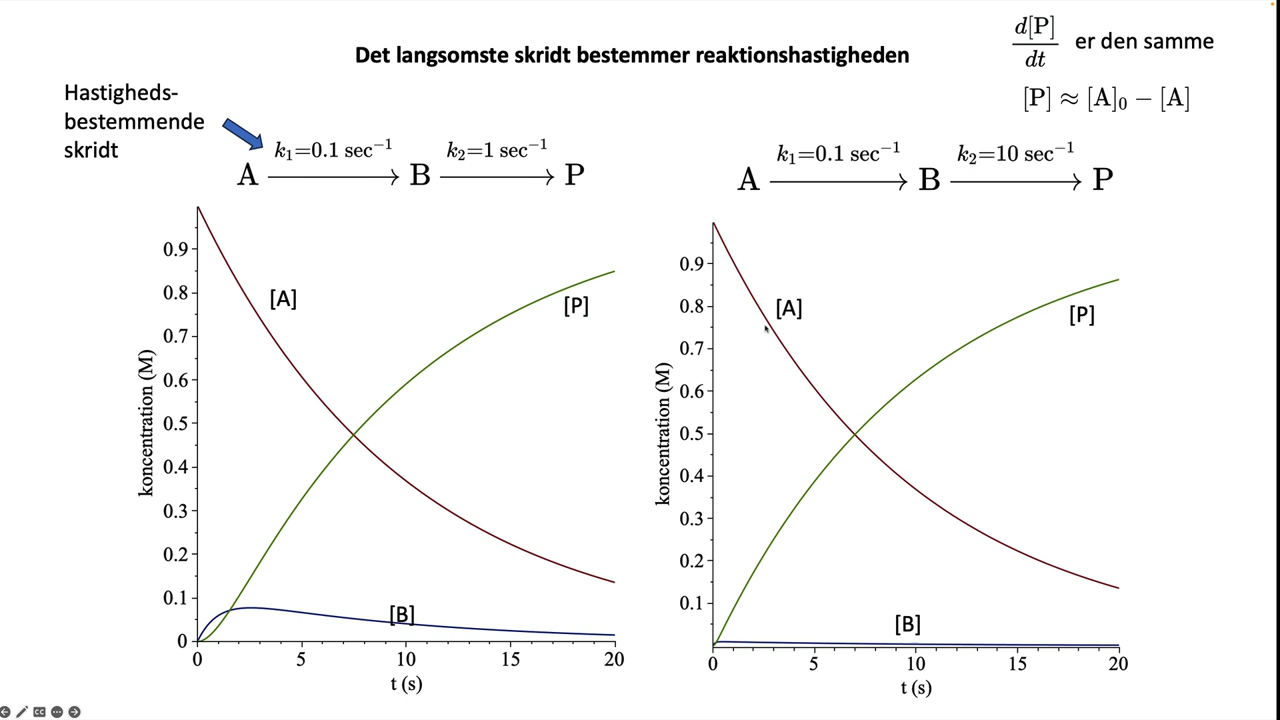 Det langsomste skridt bestemmer reaktionshastigheden
d[P]/dt er den samme
[P] ≈ [A]₀ − [A]
Hastigheds-
bestemmende
skridt
k₁=0.1 sec⁻¹ k₂=1 sec⁻¹
A B P
k₁=0.1 sec⁻¹ k₂=10 sec⁻¹
A B P
koncentration (M)
0.9
0.8
0.7
0.6
0.5
0.4
0.3
0.2
0.1
0
[A]
[P]
[B]
0 5 10 15 20
t (s)
koncentration (M)
0.9
0.8
0.7
0.6
0.5
0.4
0.3
0.2
0.1
[A]
[P]
[B]
0 5 10 15 20
t (s)
CC